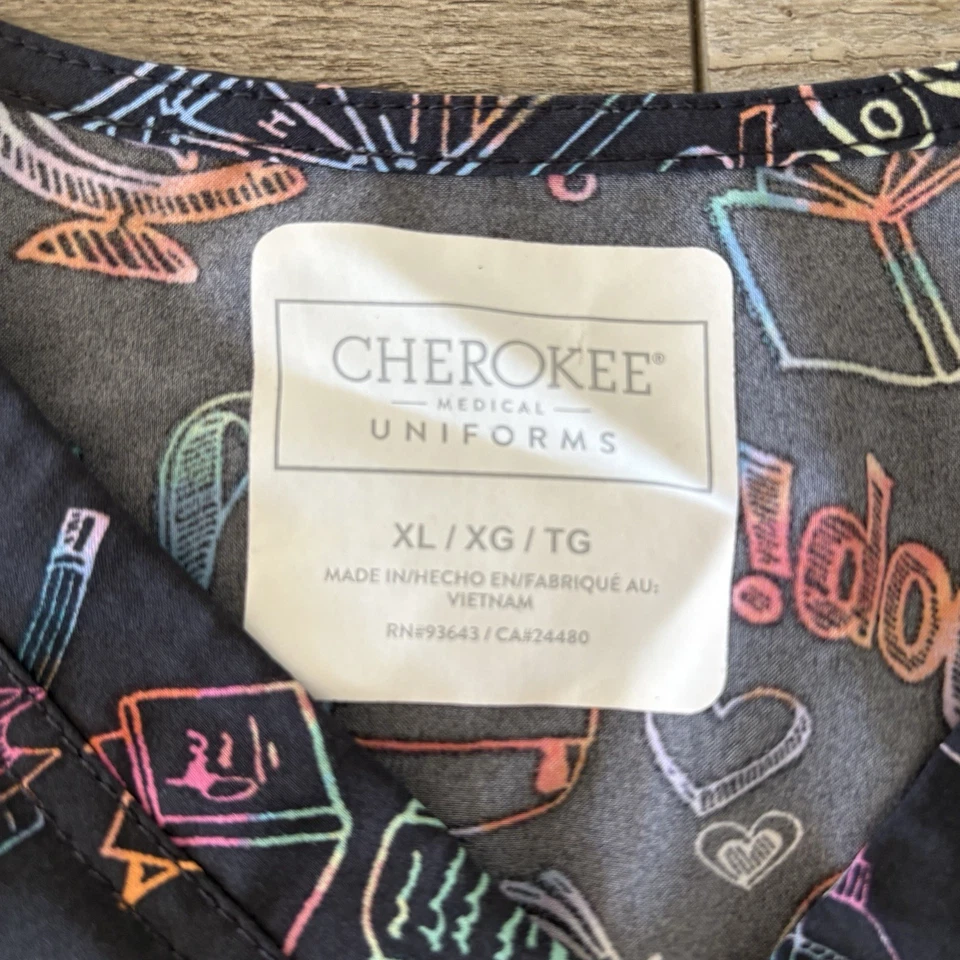 CHEROKEE®
MEDICAL
UNIFORMS
XL / XG / TG
MADE IN/HECHO EN/FABRIQUÉ AU:
VIETNAM
RN#93643 / CA#24480